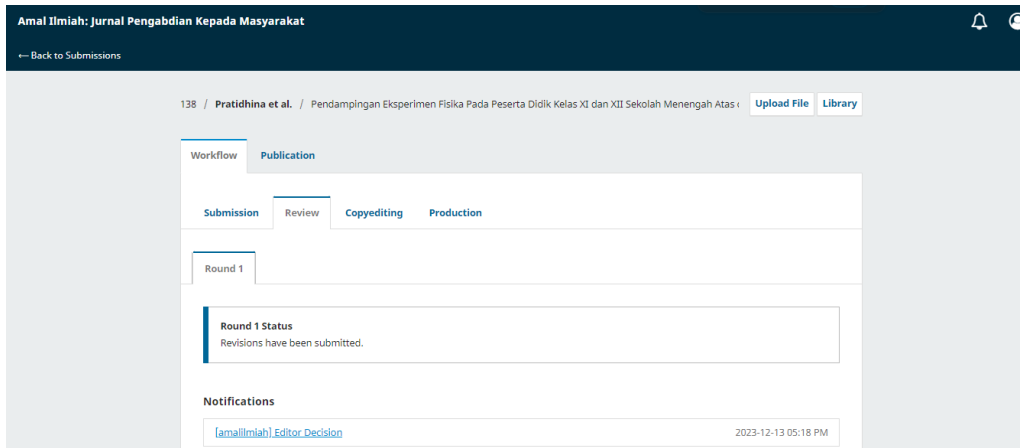 Amal Ilmiah: Jurnal Pengabdian Kepada Masyarakat
← Back to Submissions
138 / Pratidhina et al. / Pendampingan Eksperimen Fisika Pada Peserta Didik Kelas XI dan XII Sekolah Menengah Atas Upload File Library
Workflow Publication
Submission Review Copyediting Production
Round 1
Round 1 Status
Revisions have been submitted.
Notifications
[amalilmiah] Editor Decision 2023-12-13 05:18 PM